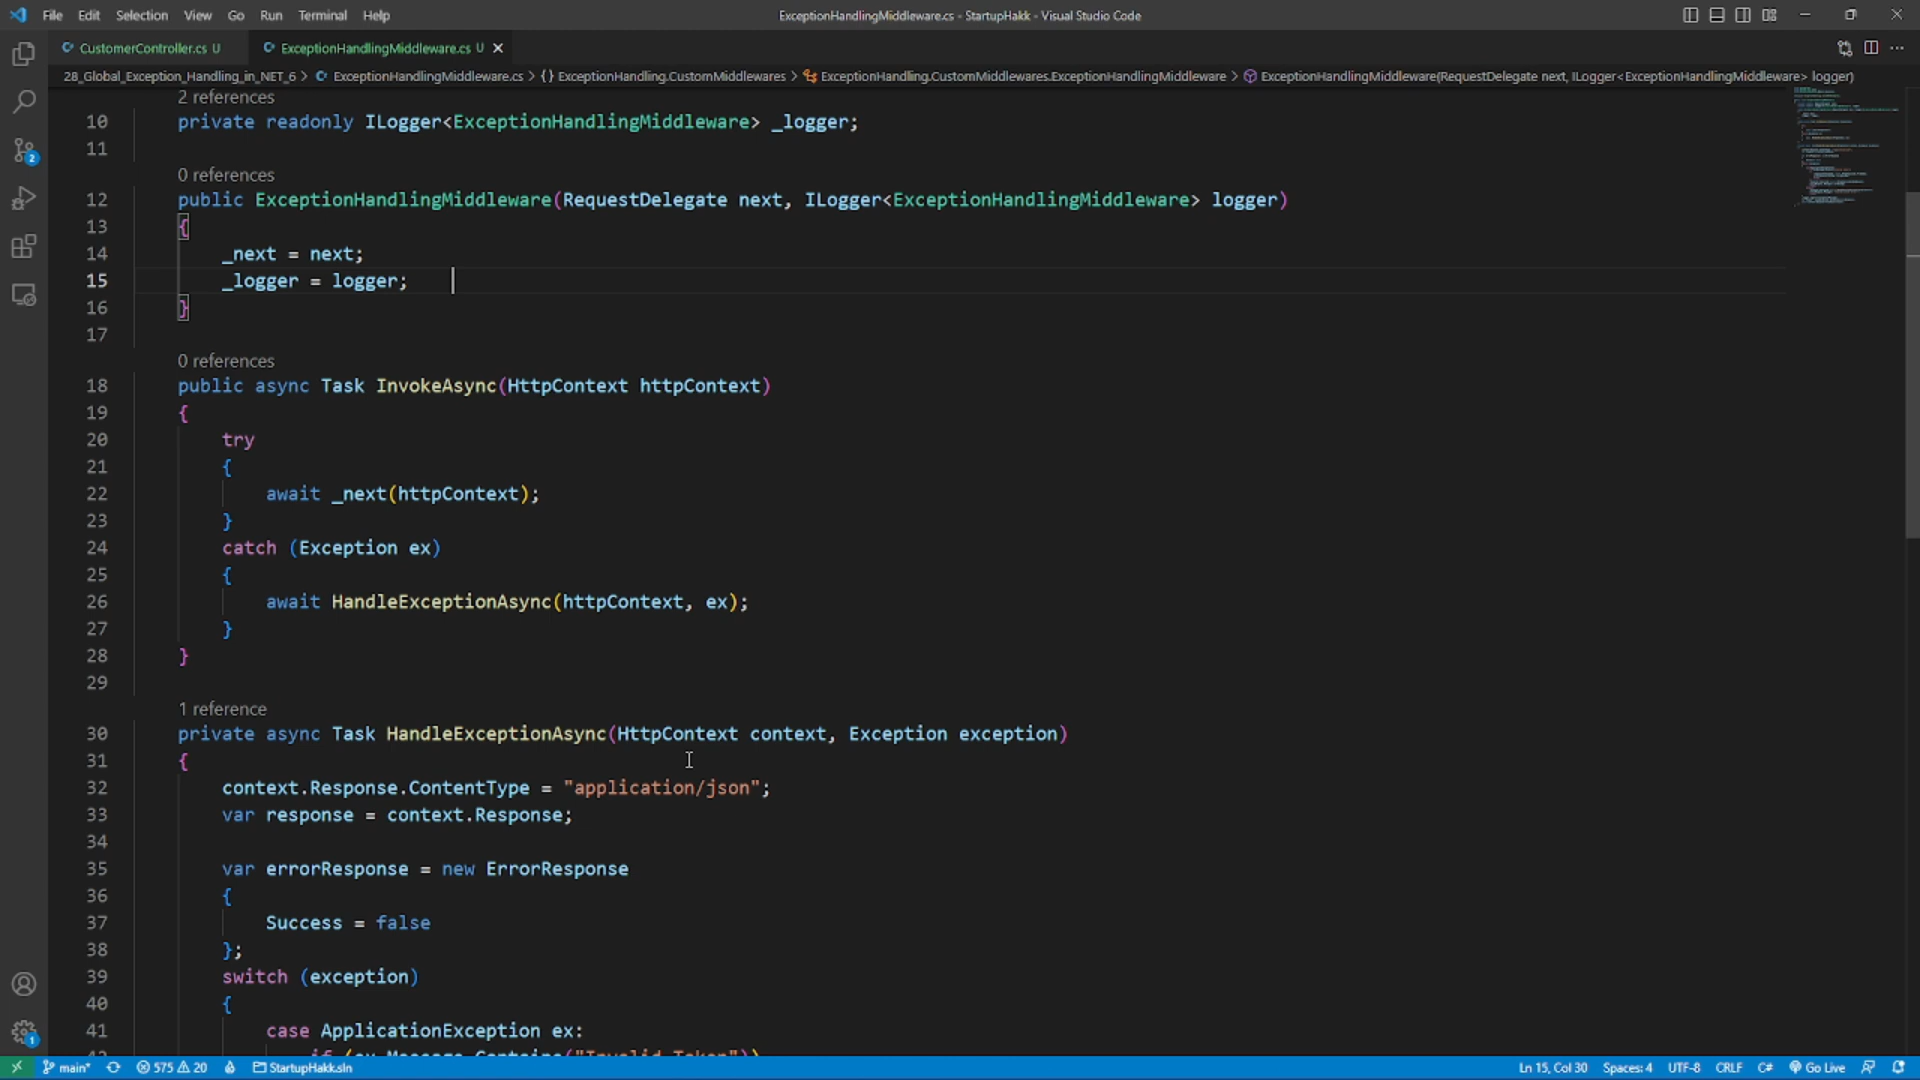 File Edit Selection View Go Run Terminal Help ExceptionHandlingMiddleware.cs - StartupHakk - Visual Studio Code
CustomerController.cs U ExceptionHandlingMiddleware.cs U
28_Global_Exception_Handling_in_NET_6 > ExceptionHandlingMiddleware.cs > {} ExceptionHandling.CustomMiddlewares > ExceptionHandling.CustomMiddlewares.ExceptionHandlingMiddleware > ExceptionHandlingMiddleware(RequestDelegate next, ILogger<ExceptionHandlingMiddleware> logger)
2 references
10 private readonly ILogger<ExceptionHandlingMiddleware> _logger;
11
0 references
12 public ExceptionHandlingMiddleware(RequestDelegate next, ILogger<ExceptionHandlingMiddleware> logger)
13 {
14 _next = next;
15 _logger = logger;
16 }
17
0 references
18 public async Task InvokeAsync(HttpContext httpContext)
19 {
20 try
21 {
22 await _next(httpContext);
23 }
24 catch (Exception ex)
25 {
26 await HandleExceptionAsync(httpContext, ex);
27 }
28 }
29
1 reference
30 private async Task HandleExceptionAsync(HttpContext context, Exception exception)
31 {
32 context.Response.ContentType = "application/json";
33 var response = context.Response;
34
35 var errorResponse = new ErrorResponse
36 {
37 Success = false
38 };
39 switch (exception)
40 {
41 case ApplicationException ex:
42 if (ex.Message.Contains("Invalid Token"))
main* 575 20 StartupHakk.sln Ln 15, Col 30 Spaces: 4 UTF-8 CRLF C# Go Live